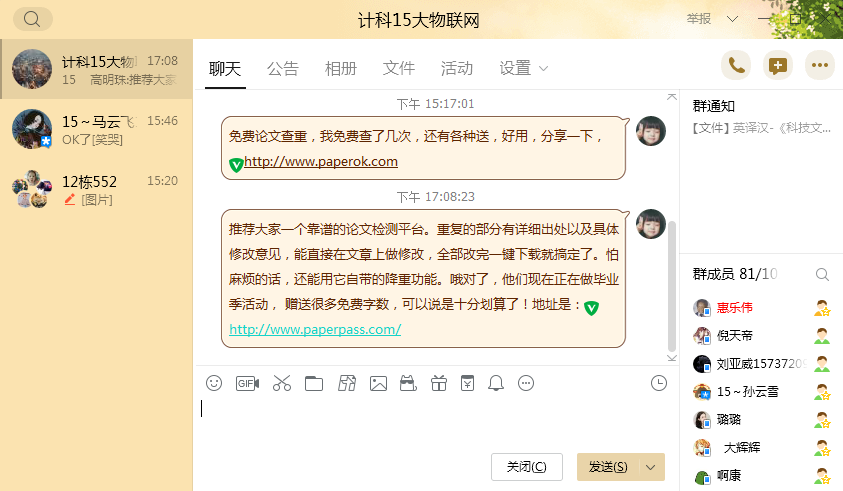 计科15大物联网
举报
计科15大物 17:08
15 高明珠:推荐大家
15～马云飞 15:46
OK了[笑哭]
12栋552 15:20
[图片]
聊天 公告 相册 文件 活动 设置
下午 15:17:01
免费论文查重，我免费查了几次，还有各种送，好用，分享一下，
http://www.paperok.com
下午 17:08:23
推荐大家一个靠谱的论文检测平台。重复的部分有详细出处以及具体
修改意见，能直接在文章上做修改，全部改完一键下载就搞定了。怕
麻烦的话，还能用它自带的降重功能。哦对了，他们现在正在做毕业
季活动， 赠送很多免费字数，可以说是十分划算了！地址是：
http://www.paperpass.com/
GIF
关闭(C) 发送(S)
群通知
[文件] 英译汉-《科技文...
群成员 81/10
惠乐伟
倪天帝
刘亚威15737209
15～孙云雪
璐璐
大辉辉
啊康